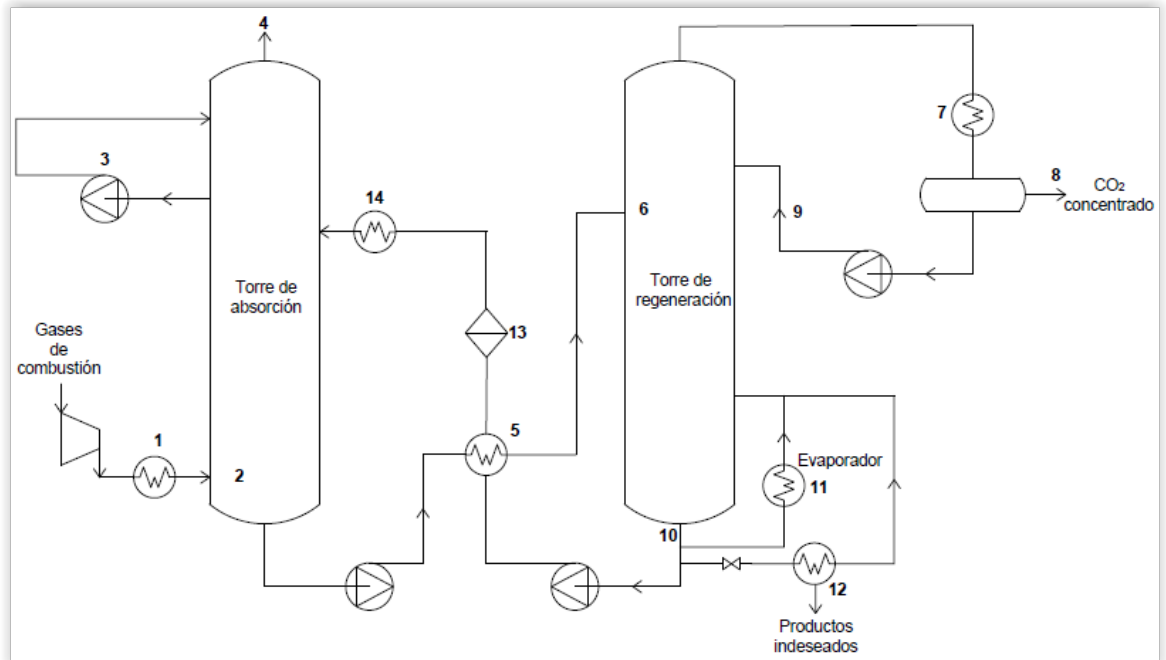 4
7
3
8
CO₂
concentrado
14
6
9
Torre de
absorción
Torre de
regeneración
Gases
de
combustión
13
1
5
Evaporador
11
2
10
12
Productos
indeseados